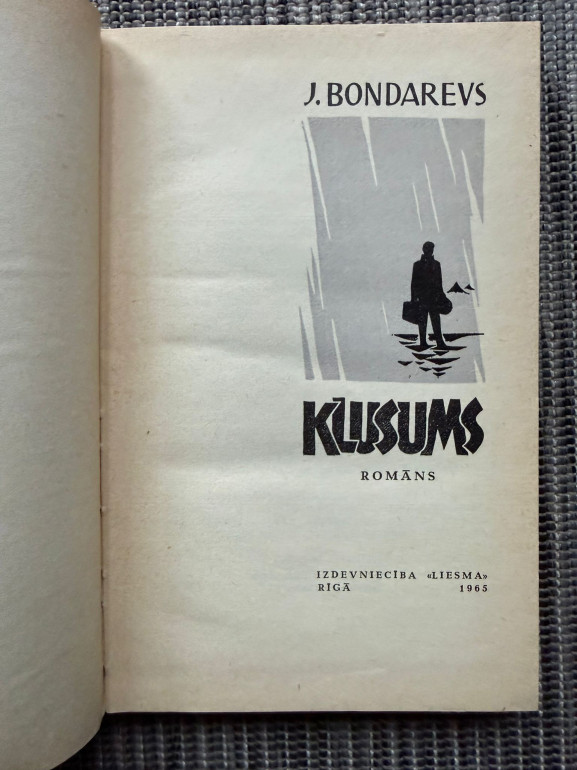 J. BONDAREVS
KLUSUMS
ROMĀNS
IZDEVNIECĪBA «LIESMA»
RĪGĀ 1965